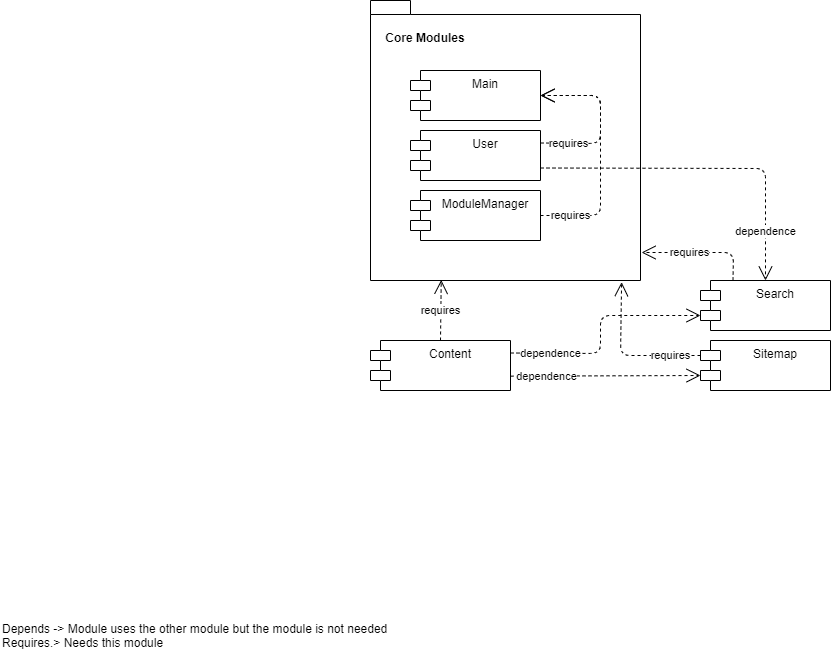 Core Modules
Main
User
requires
ModuleManager
requires
dependence
requires
Search
requires
Content
dependence
requires
Sitemap
dependence
Depends -> Module uses the other module but the module is not needed
Requires.> Needs this module